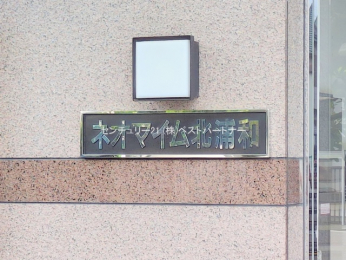 ネオマイム北浦和
センチュリー21（株）ベストパートナー